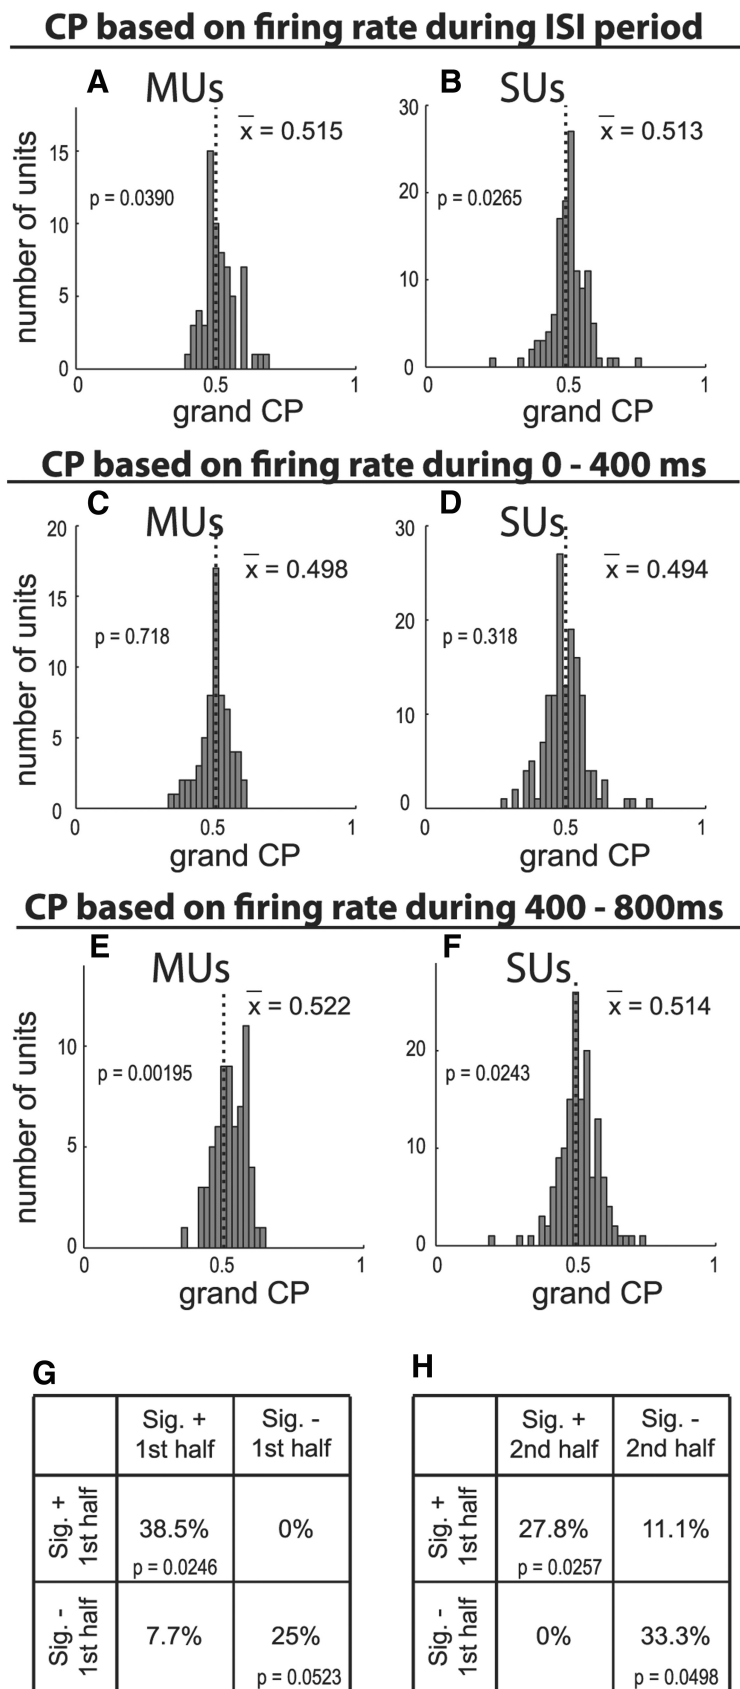 CP based on firing rate during ISI period
A MUs
x = 0.515
p = 0.0390
number of units
15
10
5
0
0 0.5 1
grand CP
B SUs
x = 0.513
p = 0.0265
30
20
10
0
0 0.5 1
grand CP
CP based on firing rate during 0 - 400 ms
C MUs
x = 0.498
p = 0.718
number of units
20
15
10
5
0
0 0.5 1
grand CP
D SUs
x = 0.494
p = 0.318
30
20
10
0
0 0.5 1
grand CP
CP based on firing rate during 400 - 800ms
E MUs
x = 0.522
p = 0.00195
number of units
10
5
0
0 0.5 1
grand CP
F SUs
x = 0.514
p = 0.0243
20
10
0
0 0.5 1
grand CP
G
Sig. + Sig. -
1st half 1st half
Sig. +
1st half
38.5% 0%
p = 0.0246
Sig. -
1st half
7.7% 25%
p = 0.0523
H
Sig. + Sig. -
2nd half 2nd half
Sig. +
1st half
27.8% 11.1%
p = 0.0257
Sig. -
1st half
0% 33.3%
p = 0.0498